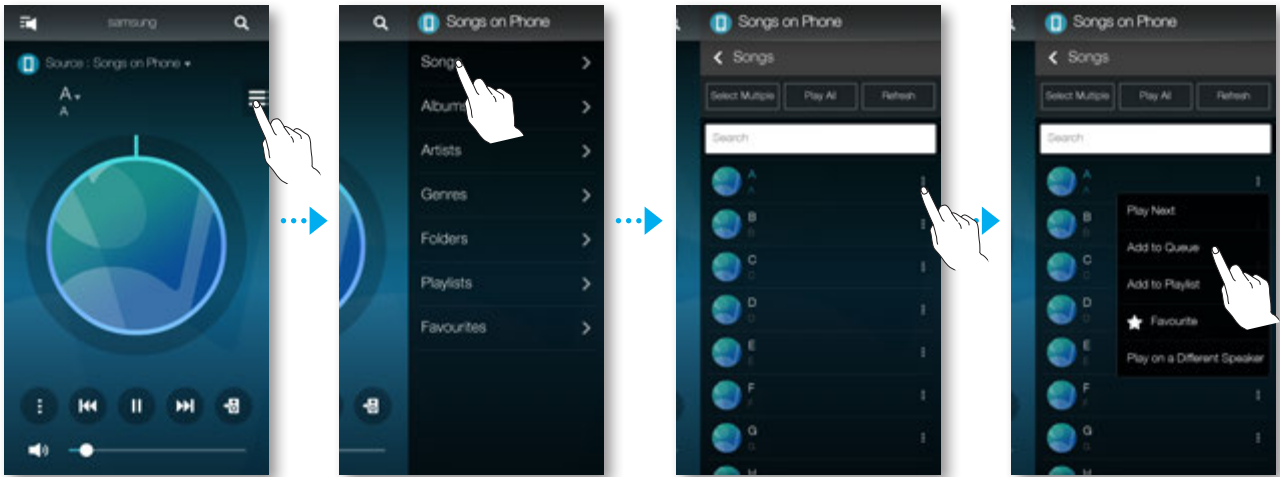 samsung
Source : Songs on Phone
A
A
Songs on Phone
Songs
Albums
Artists
Genres
Folders
Playlists
Favourites
Songs on Phone
Songs
Select Multiple Play All Refresh
Search
A
A
B
B
C
C
D
D
E
E
F
F
G
G
H
Songs on Phone
Songs
Select Multiple Play All Refresh
Search
A
A
B
B
C
C
D
D
E
E
F
F
G
G
H
Play Next
Add to Queue
Add to Playlist
Favourite
Play on a Different Speaker